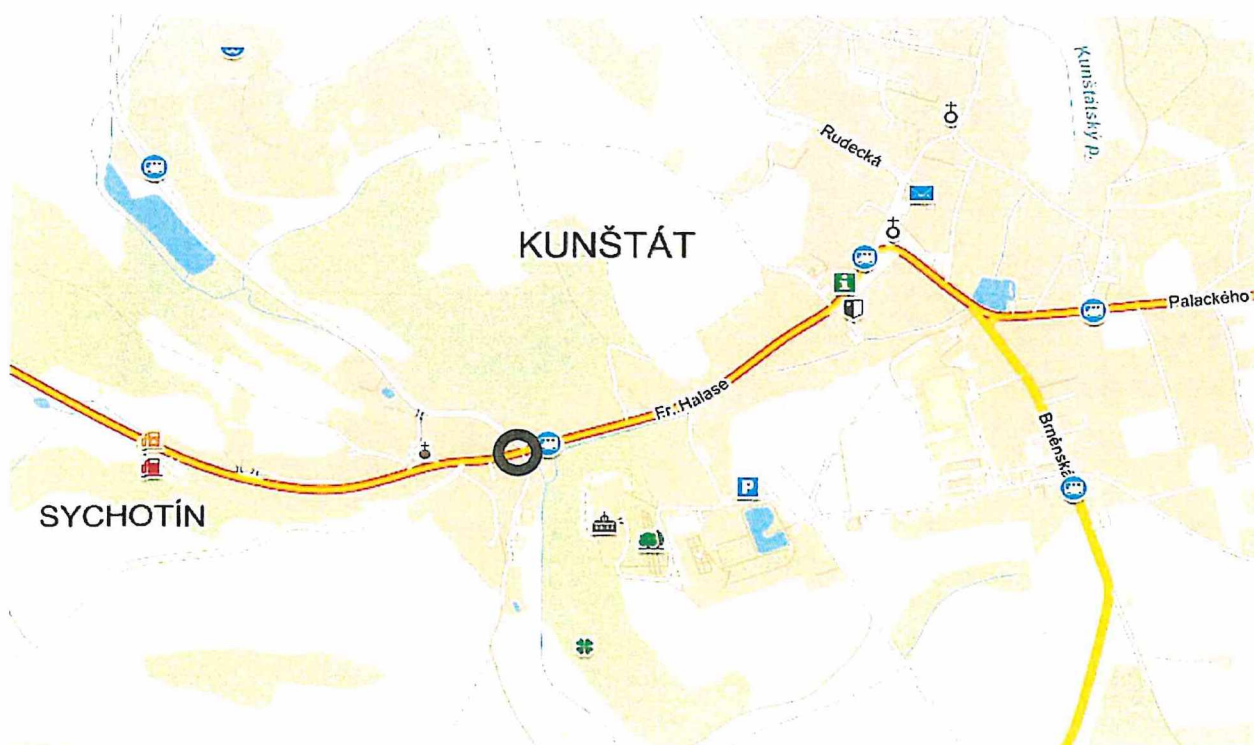 Kunštátský p.
Rudecká
KUNŠTÁT
Palackého
Fr. Halase
Brněnská
SYCHOTÍN
P
i